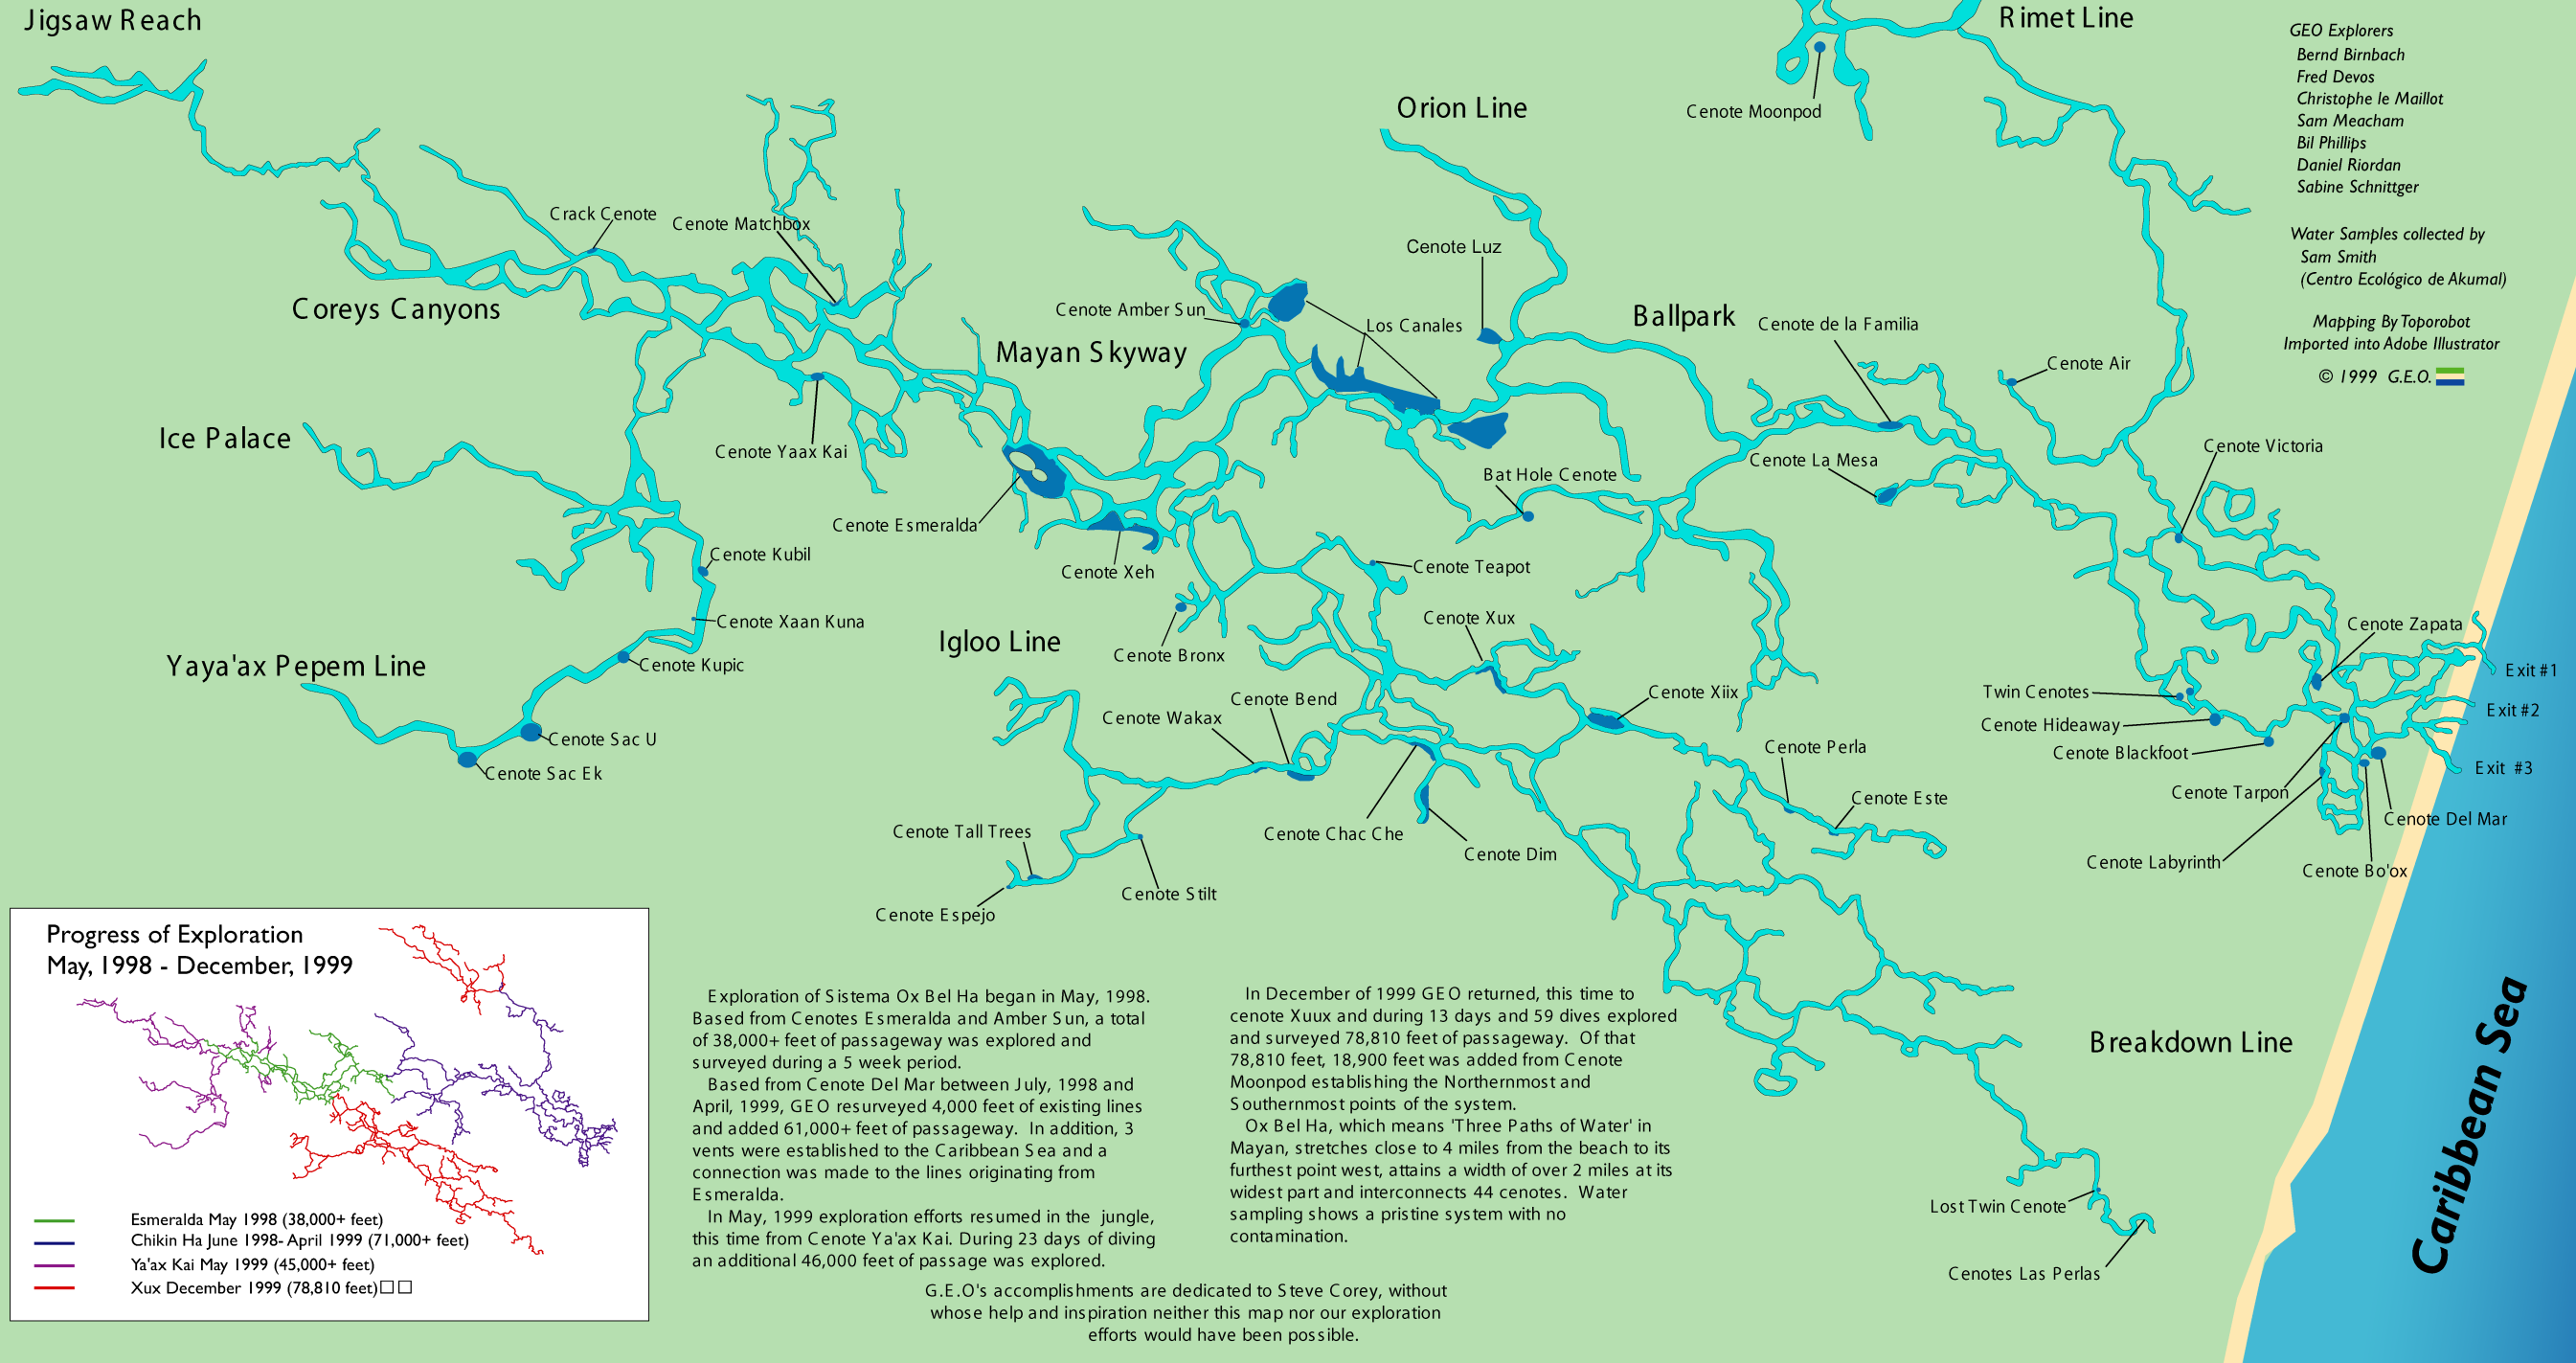 Jigsaw Reach
Rimet Line
GEO Explorers
Bernd Birnbach
Fred Devos
Christophe le Maillot
Sam Meacham
Bil Phillips
Daniel Riordan
Sabine Schnittger
Water Samples collected by
Sam Smith
(Centro Ecológico de Akumal)
Mapping By Toporobot
Imported into Adobe Illustrator
© 1999 G.E.O.
Cenote Moonpod
Orion Line
Crack Cenote
Cenote Matchbox
Cenote Luz
Coreys Canyons
Cenote Amber Sun
Los Canales
Ballpark
Cenote de la Familia
Mayan Skyway
Cenote Air
Ice Palace
Cenote Yaax Kai
Cenote Victoria
Cenote La Mesa
Bat Hole Cenote
Cenote Esmeralda
Cenote Kubil
Cenote Xeh
Cenote Teapot
Cenote Xaan Kuna
Cenote Xux
Cenote Zapata
Igloo Line
Cenote Bronx
Yaya'ax Pepem Line
Cenote Kupic
Exit #1
Cenote Xiix
Twin Cenotes
Cenote Bend
Cenote Wakax
Exit #2
Cenote Hideaway
Cenote Sac U
Cenote Perla
Cenote Blackfoot
Cenote Sac Ek
Exit #3
Cenote Tarpon
Cenote Este
Cenote Del Mar
Cenote Tall Trees
Cenote Chac Che
Cenote Dim
Cenote Labyrinth
Cenote Bo'ox
Cenote Stilt
Cenote Espejo
Breakdown Line
Caribbean Sea
Lost Twin Cenote
Cenotes Las Perlas
Progress of Exploration
May, 1998 - December, 1999
Esmeralda May 1998 (38,000+ feet)
Chikin Ha June 1998- April 1999 (71,000+ feet)
Ya'ax Kai May 1999 (45,000+ feet)
Xux December 1999 (78,810 feet)□□
Exploration of Sistema Ox Bel Ha began in May, 1998.
Based from Cenotes Esmeralda and Amber Sun, a total
of 38,000+ feet of passageway was explored and
surveyed during a 5 week period.
Based from Cenote Del Mar between July, 1998 and
April, 1999, GEO resurveyed 4,000 feet of existing lines
and added 61,000+ feet of passageway. In addition, 3
vents were established to the Caribbean Sea and a
connection was made to the lines originating from
Esmeralda.
In May, 1999 exploration efforts resumed in the jungle,
this time from Cenote Ya'ax Kai. During 23 days of diving
an additional 46,000 feet of passage was explored.
In December of 1999 GEO returned, this time to
cenote Xuux and during 13 days and 59 dives explored
and surveyed 78,810 feet of passageway. Of that
78,810 feet, 18,900 feet was added from Cenote
Moonpod establishing the Northernmost and
Southernmost points of the system.
Ox Bel Ha, which means 'Three Paths of Water' in
Mayan, stretches close to 4 miles from the beach to its
furthest point west, attains a width of over 2 miles at its
widest part and interconnects 44 cenotes. Water
sampling shows a pristine system with no
contamination.
G.E.O's accomplishments are dedicated to Steve Corey, without
whose help and inspiration neither this map nor our exploration
efforts would have been possible.